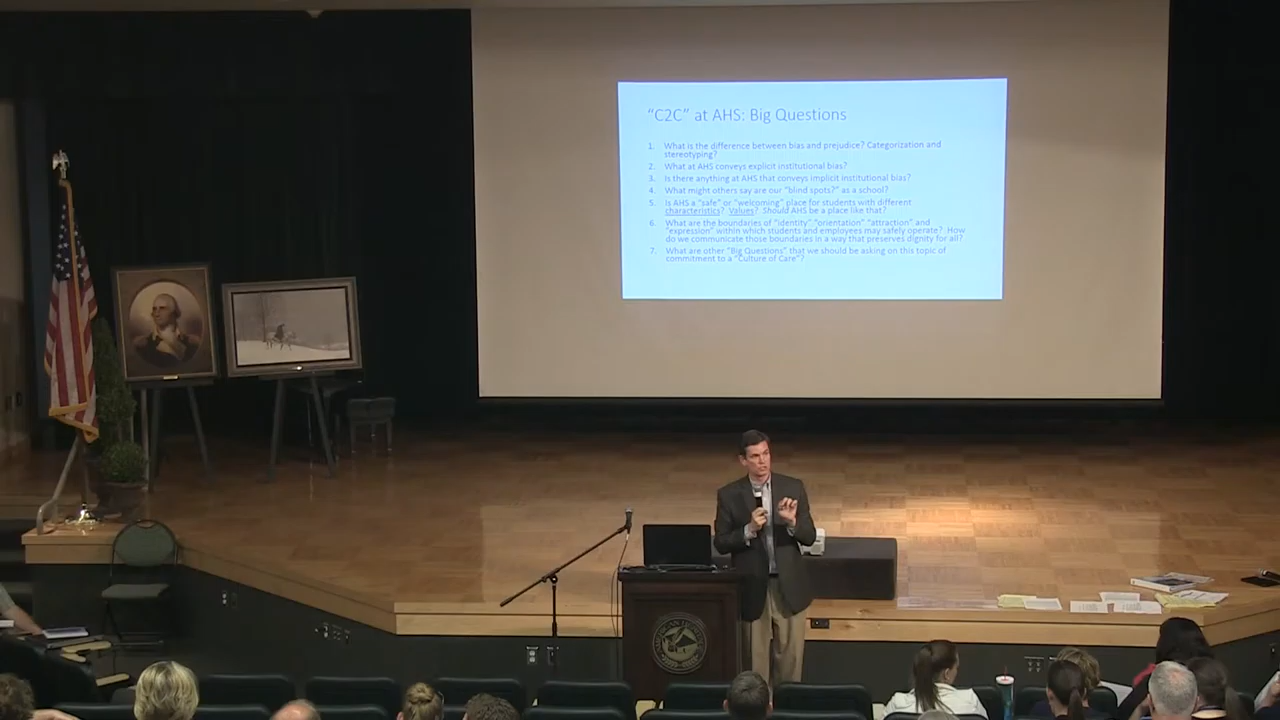 "C2C" at AHS: Big Questions
1. What is the difference between bias and prejudice? Categorization and
stereotyping?
2. What at AHS conveys explicit institutional bias?
3. Is there anything at AHS that conveys implicit institutional bias?
4. What might others say are our "blind spots?" as a school?
5. Is AHS a "safe" or "welcoming" place for students with different
characteristics? Values? Should AHS be a place like that?
6. What are the boundaries of "identity" "orientation" "attraction" and
"expression" within which students and employees may safely operate? How
do we communicate those boundaries in a way that preserves dignity for all?
7. What are other "Big Questions" that we should be asking on this topic of
commitment to a "Culture of Care"?